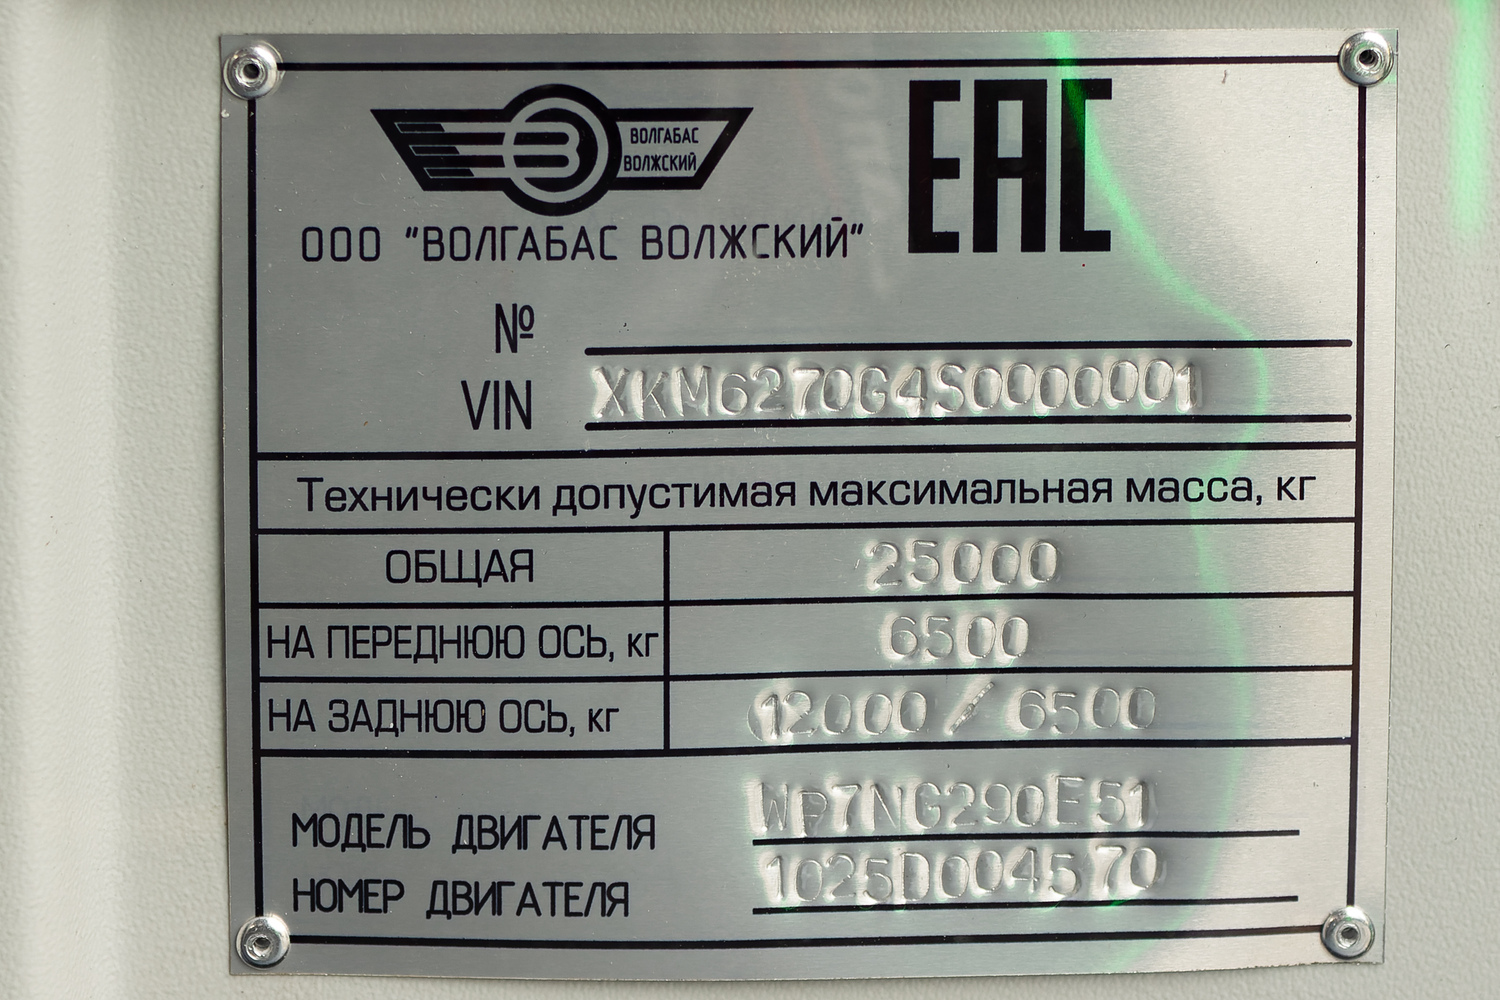 ВОЛГАБАС
ВОЛЖСКИЙ
ЕАС
ООО "ВОЛГАБАС ВОЛЖСКИЙ"
№
VIN XKM6270G4S0000001
Технически допустимая максимальная масса, кг
ОБЩАЯ 25000
НА ПЕРЕДНЮЮ ОСЬ, кг 6500
НА ЗАДНЮЮ ОСЬ, кг 12000 / 6500
МОДЕЛЬ ДВИГАТЕЛЯ WP7NG290E51
НОМЕР ДВИГАТЕЛЯ 1025D004570